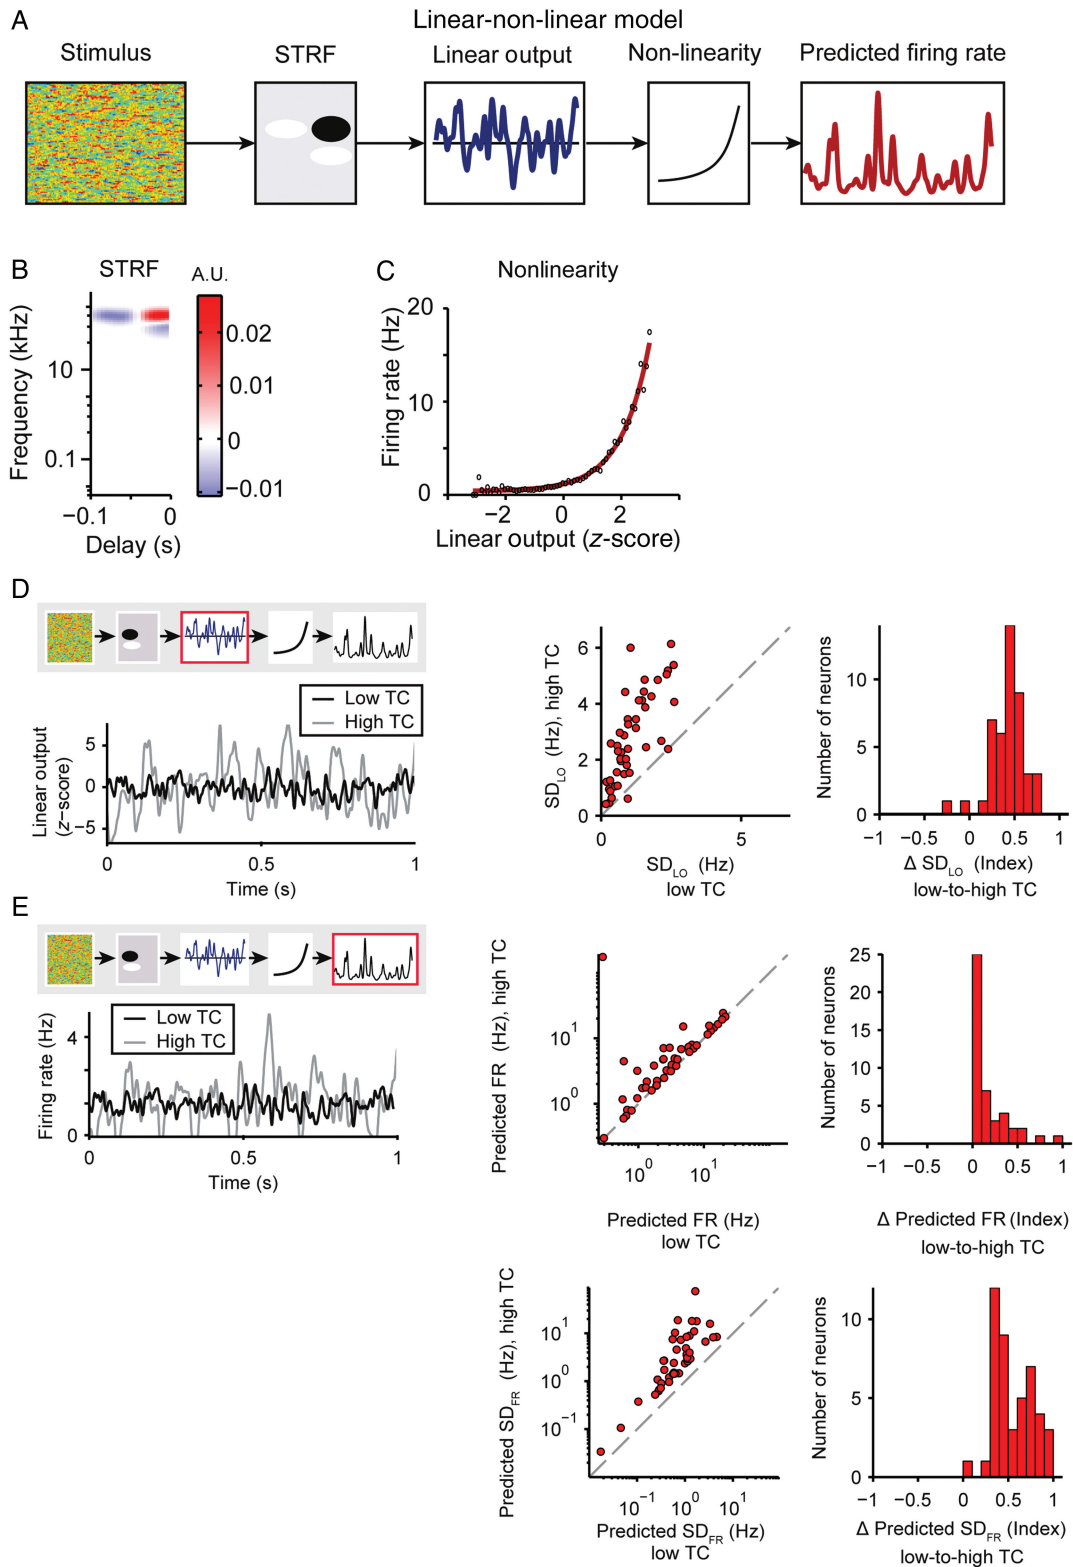 A
Linear-non-linear model
Stimulus
STRF
Linear output
Non-linearity
Predicted firing rate
B
STRF
A.U.
Frequency (kHz)
10
0.1
−0.1
0
Delay (s)
0.02
0.01
0
−0.01
C
Nonlinearity
Firing rate (Hz)
20
10
0
−2
0
2
Linear output (z-score)
D
Low TC
High TC
Linear output
(z-score)
5
0
−5
0
0.5
1
Time (s)
SD_LO (Hz), high TC
6
4
2
0
0
5
SD_LO (Hz)
low TC
Number of neurons
10
5
0
−1
−0.5
0
0.5
1
Δ SD_LO (Index)
low-to-high TC
E
Low TC
High TC
Firing rate (Hz)
4
0
0
0.5
1
Time (s)
Predicted FR (Hz), high TC
10^1
10^0
10^0
10^1
Predicted FR (Hz)
low TC
Number of neurons
25
20
15
10
5
0
−1
−0.5
0
0.5
1
Δ Predicted FR (Index)
low-to-high TC
Predicted SD_FR (Hz), high TC
10^1
10^0
10^−1
10^−1
10^0
10^1
Predicted SD_FR (Hz)
low TC
Number of neurons
10
5
0
−1
−0.5
0
0.5
1
Δ Predicted SD_FR (Index)
low-to-high TC